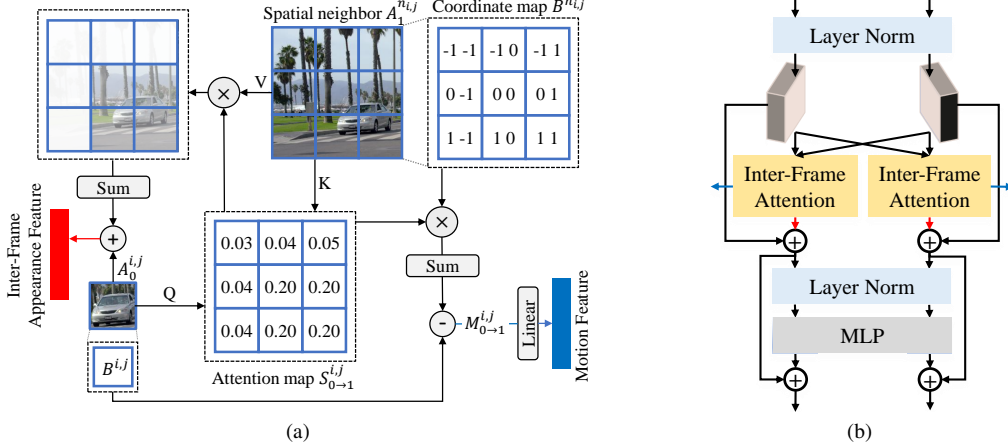 Spatial neighbor $A_1^{n_{i,j}}$
Coordinate map $B^{n_{i,j}}$
-1 -1 -1 0 -1 1
0 -1 0 0 0 1
1 -1 1 0 1 1
×
V
K
Sum
+
Inter-Frame
Appearance Feature
$A_0^{i,j}$
Q
0.03 0.04 0.05
0.04 0.20 0.20
0.04 0.20 0.20
Attention map $S_{0→1}^{i,j}$
×
Sum
-
$M_{0→1}^{i,j}$
Linear
Motion Feature
$B^{i,j}$
(a)
Layer Norm
Inter-Frame
Attention
Inter-Frame
Attention
+ +
Layer Norm
MLP
+ +
(b)